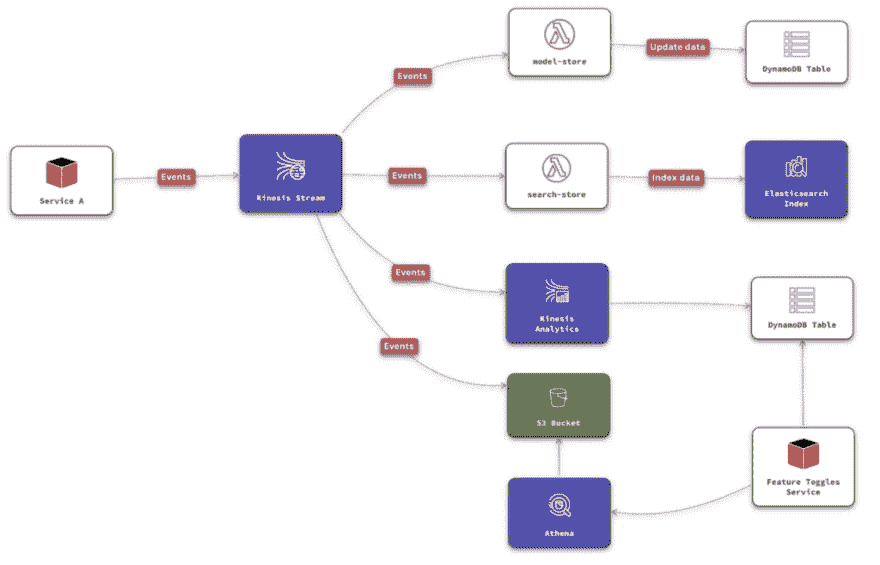 model-store
Update data
DynamoDB Table
Events
Service A
Events
Kinesis Stream
Events
search-store
Index data
Elasticsearch
Index
Events
Kinesis
Analytics
DynamoDB Table
Events
S3 Bucket
Feature Toggles
Service
Athena